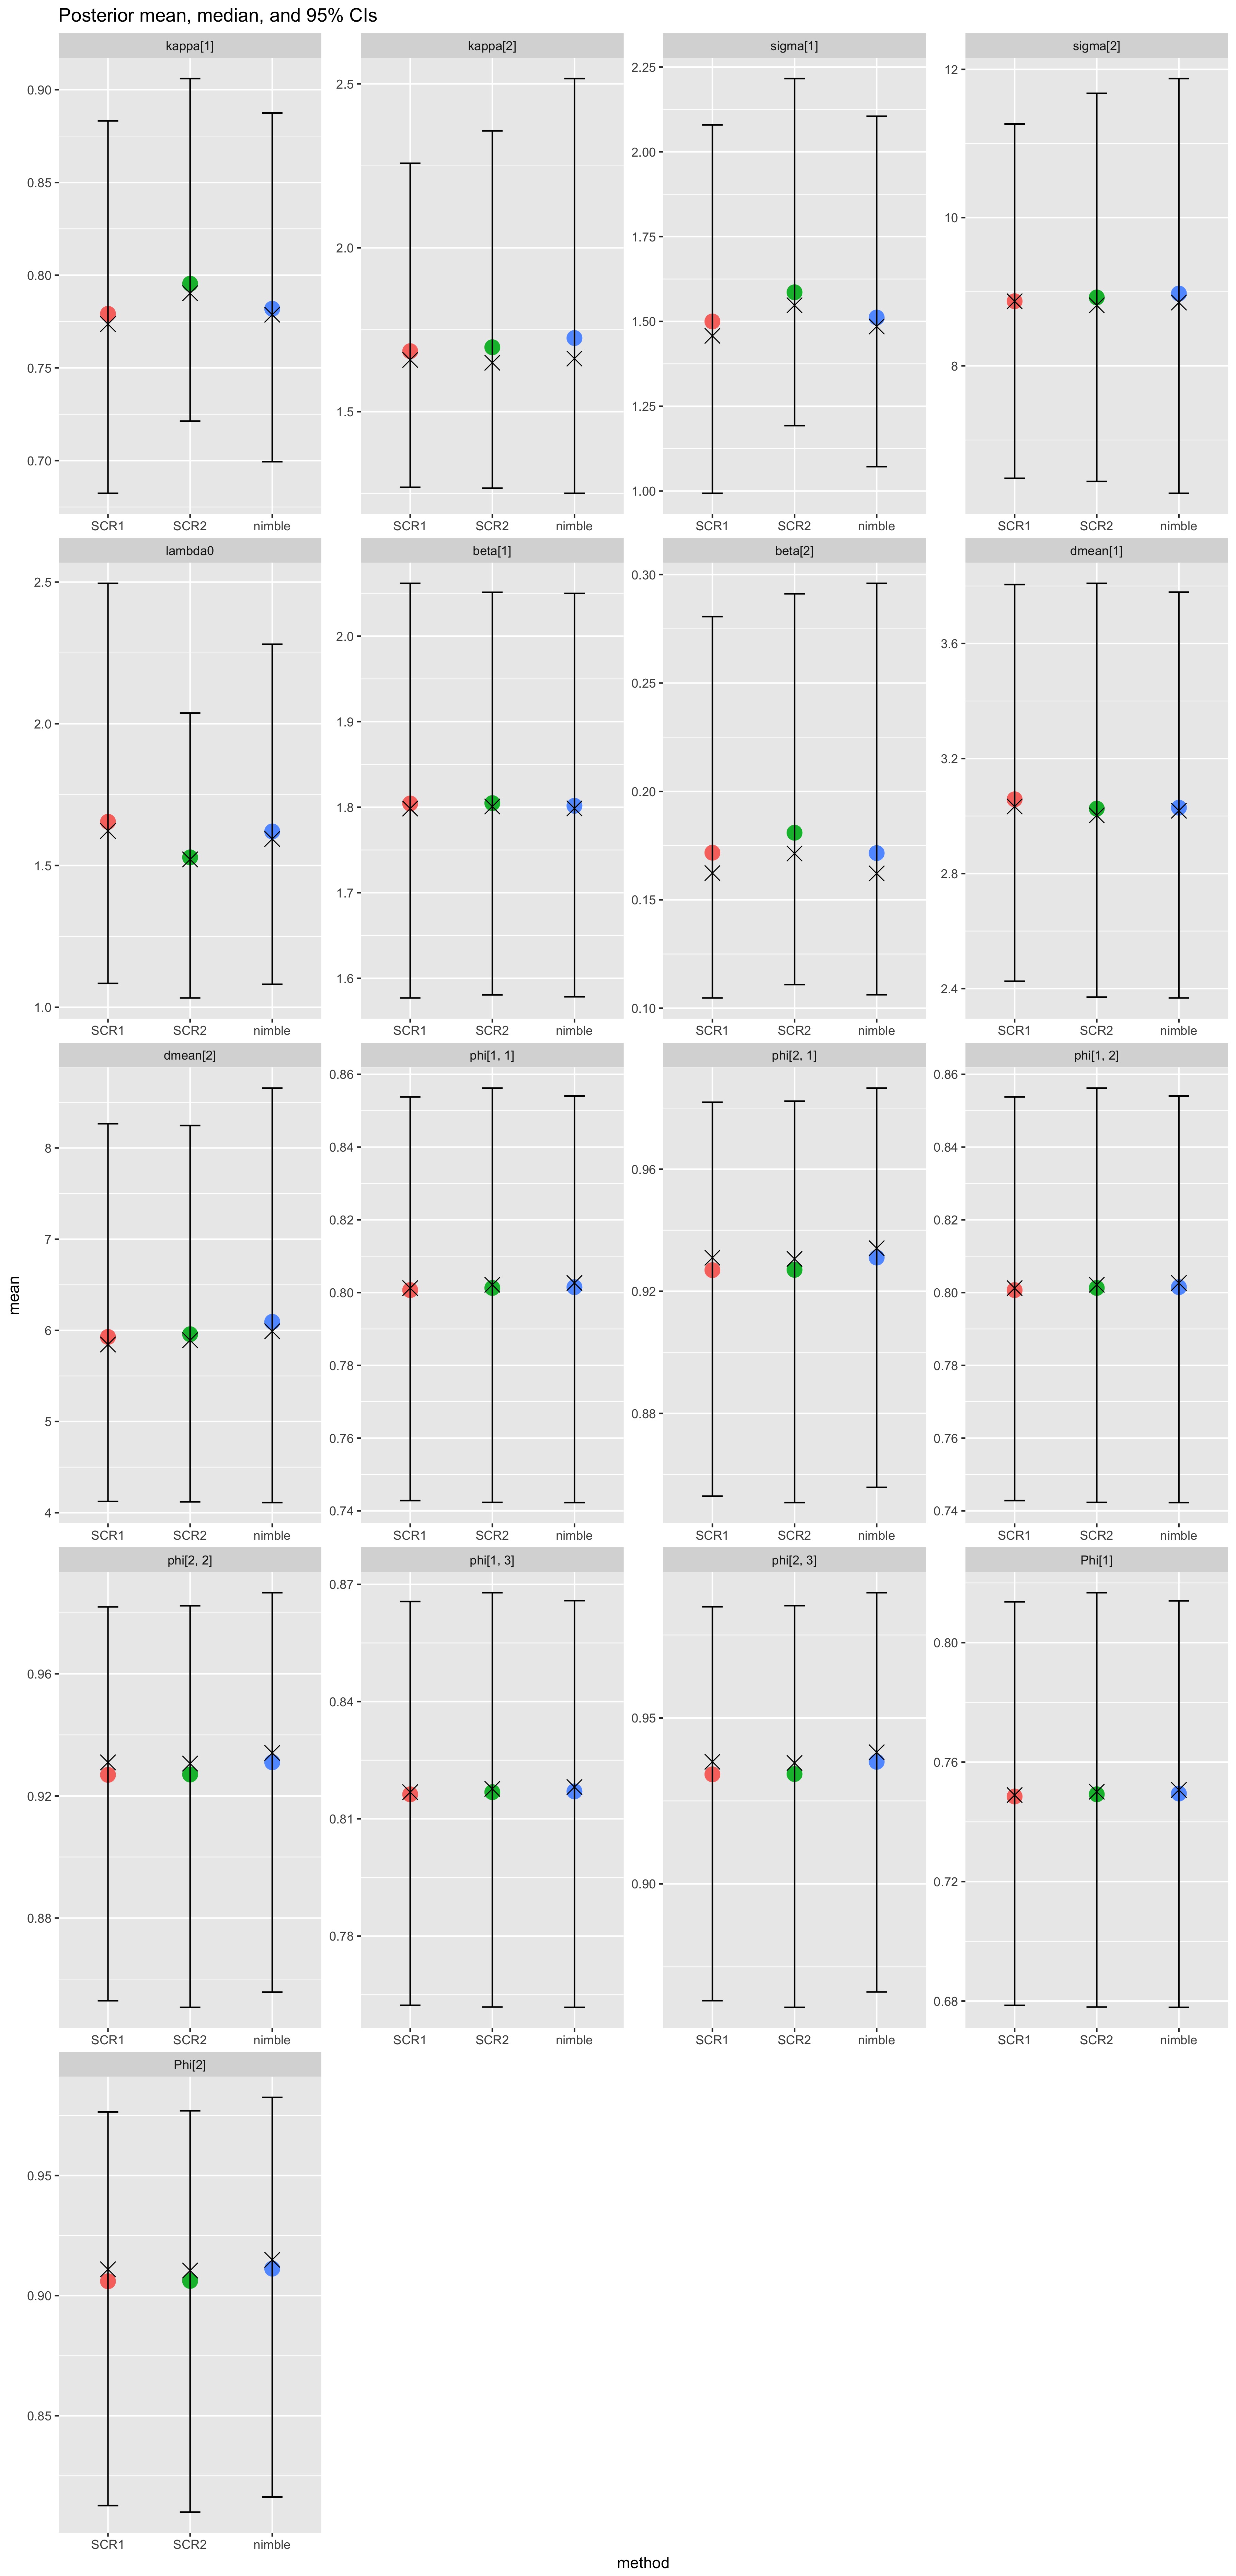 Posterior mean, median, and 95% CIs
kappa[1]
0.90
0.85
0.80
0.75
0.70
SCR1 SCR2 nimble
kappa[2]
2.5
2.0
1.5
SCR1 SCR2 nimble
sigma[1]
2.25
2.00
1.75
1.50
1.25
1.00
SCR1 SCR2 nimble
sigma[2]
12
10
8
SCR1 SCR2 nimble
lambda0
2.5
2.0
1.5
1.0
SCR1 SCR2 nimble
beta[1]
2.0
1.9
1.8
1.7
1.6
SCR1 SCR2 nimble
beta[2]
0.30
0.25
0.20
0.15
0.10
SCR1 SCR2 nimble
dmean[1]
3.6
3.2
2.8
2.4
SCR1 SCR2 nimble
dmean[2]
8
7
6
5
4
SCR1 SCR2 nimble
phi[1, 1]
0.86
0.84
0.82
0.80
0.78
0.76
0.74
SCR1 SCR2 nimble
phi[2, 1]
0.96
0.92
0.88
SCR1 SCR2 nimble
phi[1, 2]
0.86
0.84
0.82
0.80
0.78
0.76
0.74
SCR1 SCR2 nimble
phi[2, 2]
0.96
0.92
0.88
SCR1 SCR2 nimble
phi[1, 3]
0.87
0.84
0.81
0.78
SCR1 SCR2 nimble
phi[2, 3]
0.95
0.90
SCR1 SCR2 nimble
Phi[1]
0.80
0.76
0.72
0.68
SCR1 SCR2 nimble
Phi[2]
0.95
0.90
0.85
SCR1 SCR2 nimble
mean
method